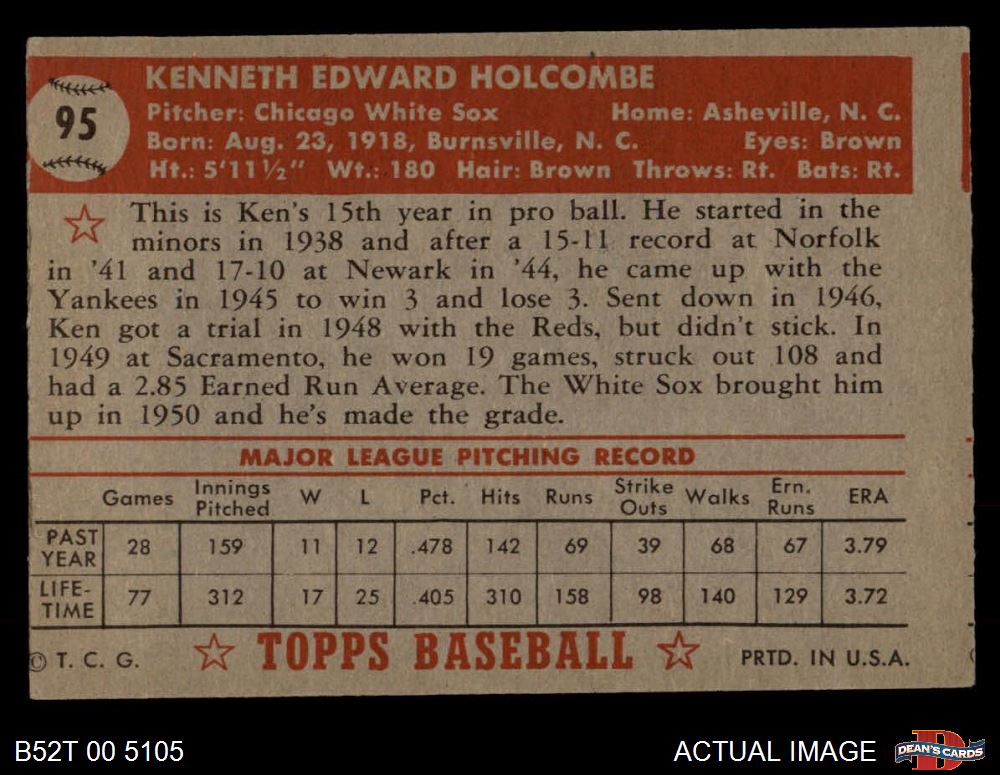 95
KENNETH EDWARD HOLCOMBE
Pitcher: Chicago White Sox Home: Asheville, N. C.
Born: Aug. 23, 1918, Burnsville, N. C. Eyes: Brown
Ht.: 5'11½" Wt.: 180 Hair: Brown Throws: Rt. Bats: Rt.
This is Ken's 15th year in pro ball. He started in the
minors in 1938 and after a 15-11 record at Norfolk
in '41 and 17-10 at Newark in '44, he came up with the
Yankees in 1945 to win 3 and lose 3. Sent down in 1946,
Ken got a trial in 1948 with the Reds, but didn't stick. In
1949 at Sacramento, he won 19 games, struck out 108 and
had a 2.85 Earned Run Average. The White Sox brought him
up in 1950 and he's made the grade.
MAJOR LEAGUE PITCHING RECORD
Games Innings Pitched W L Pct. Hits Runs Strike Outs Walks Ern. Runs ERA
PAST YEAR 28 159 11 12 .478 142 69 39 68 67 3.79
LIFE-TIME 77 312 17 25 .405 310 158 98 140 129 3.72
© T. C. G. TOPPS BASEBALL PRTD. IN U.S.A.
B52T 00 5105 ACTUAL IMAGE DEAN'S CARDS